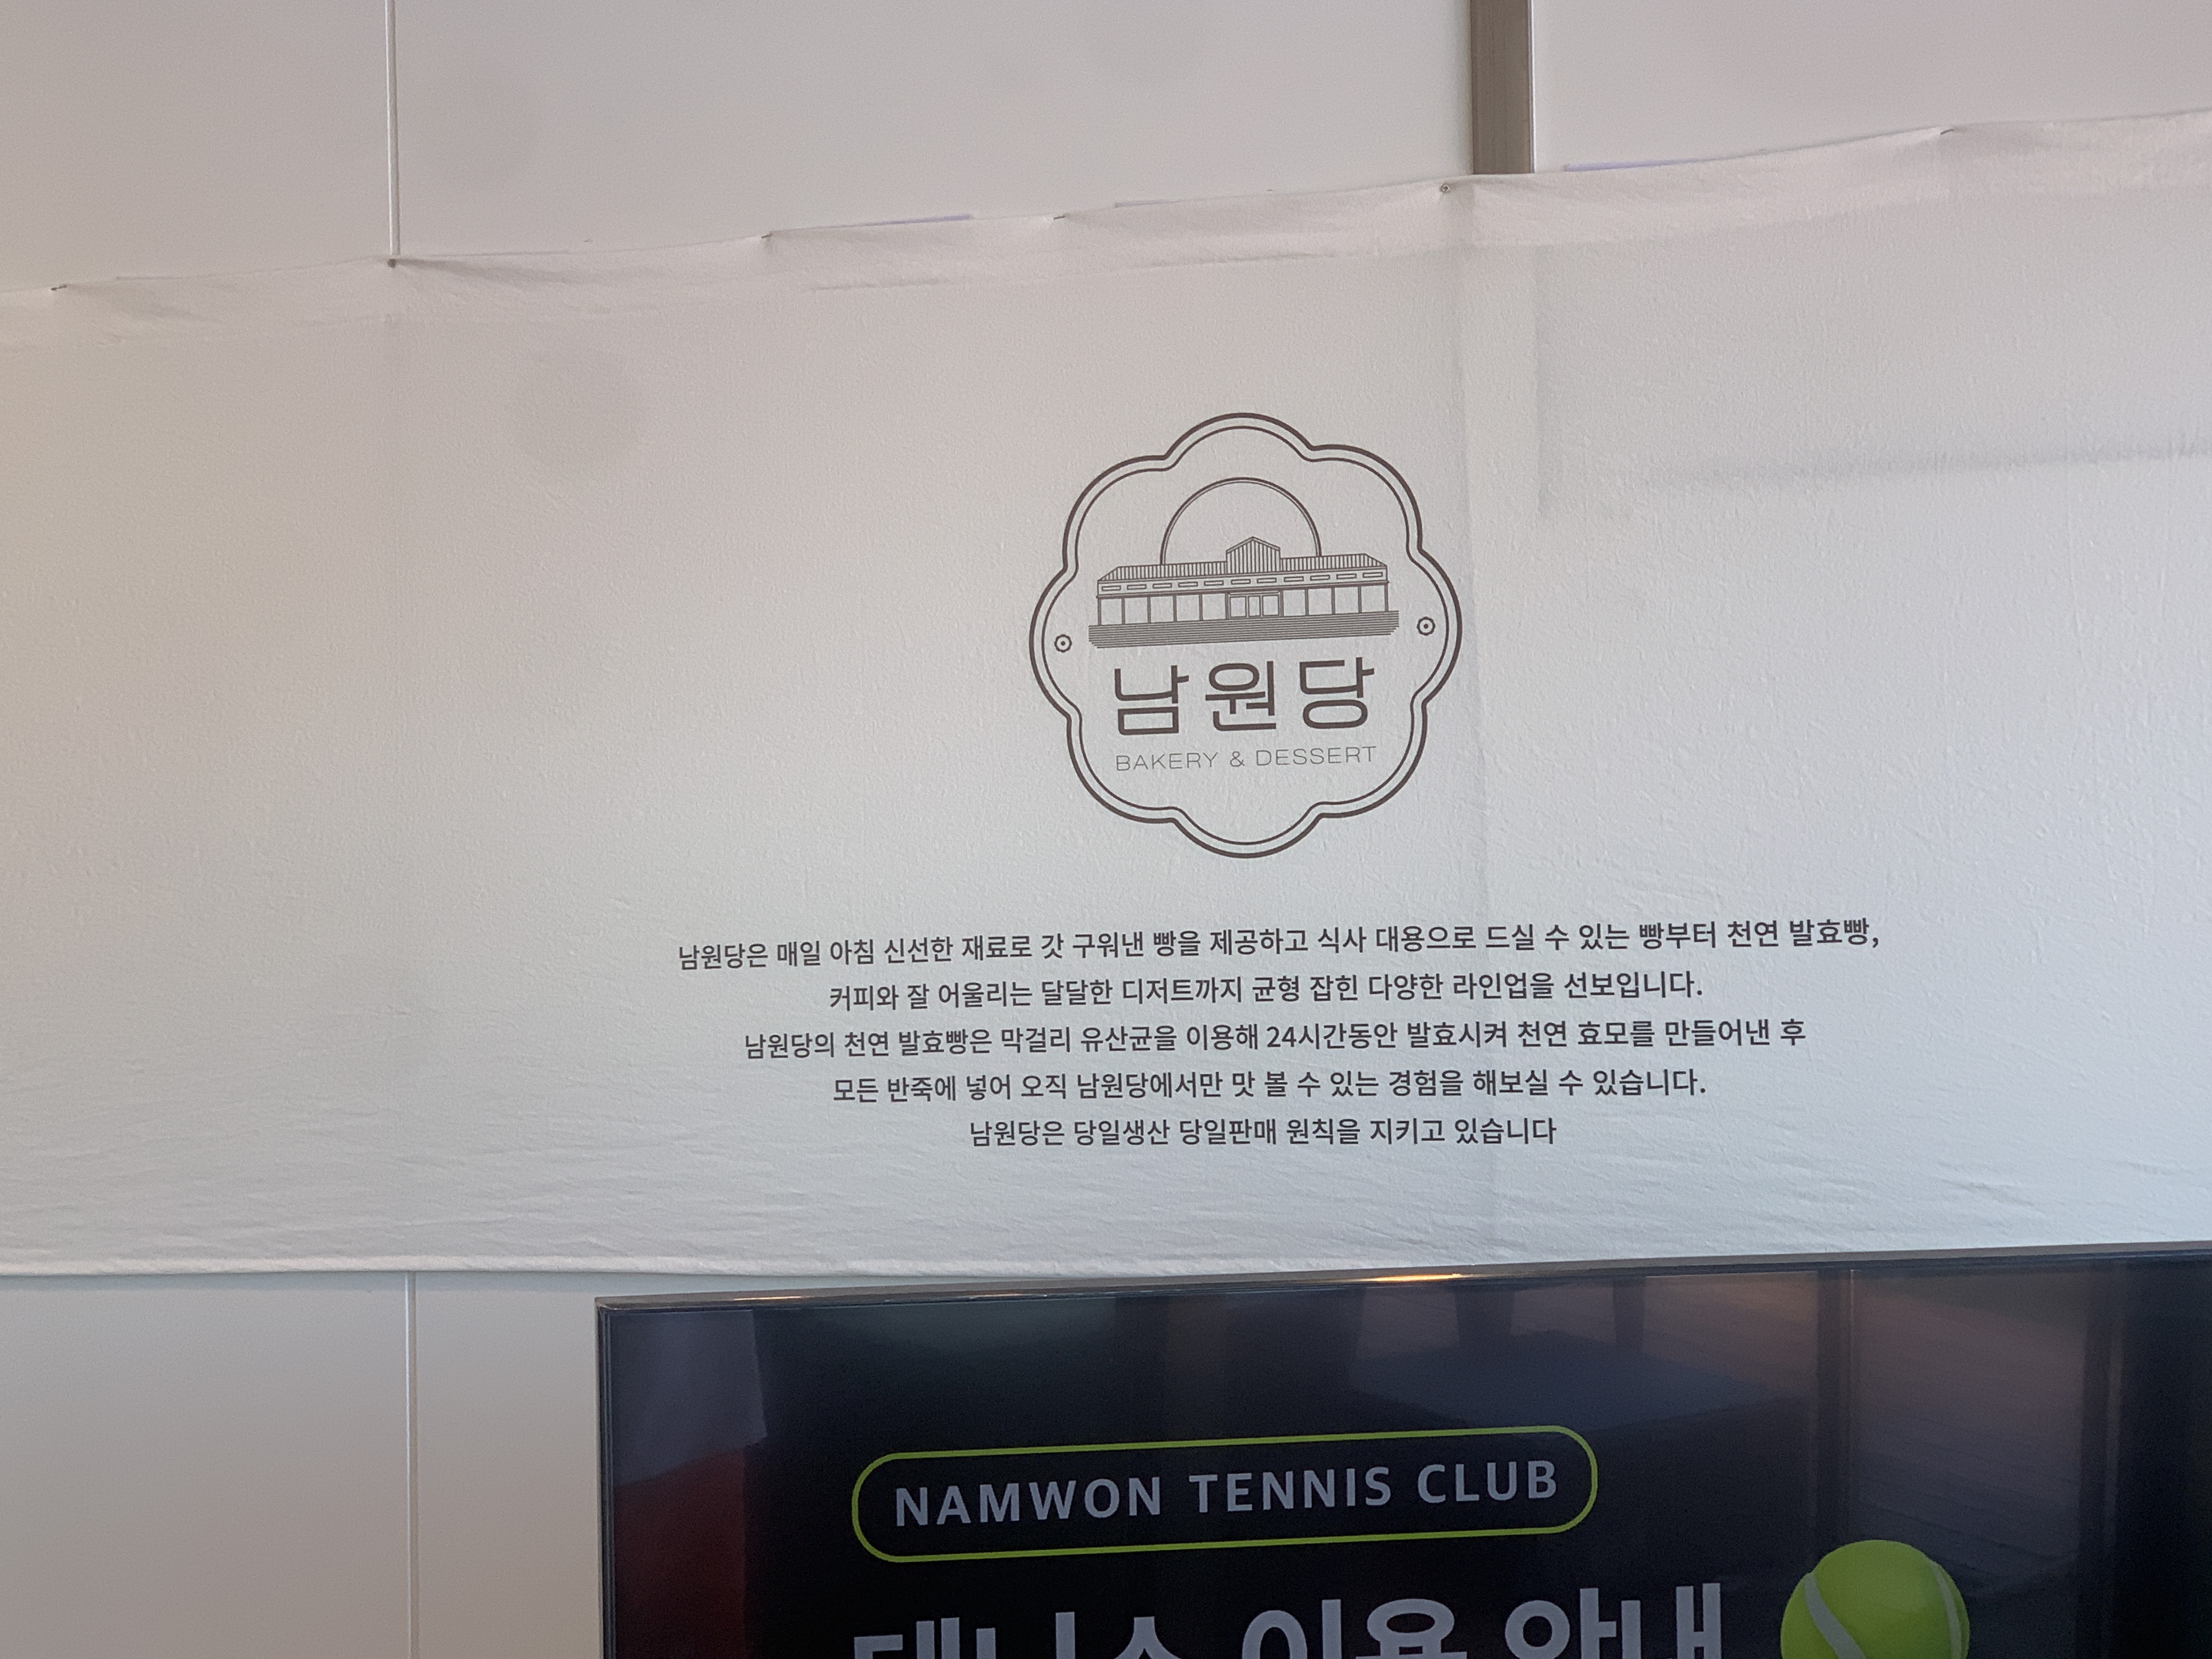 남원당
BAKERY & DESSERT
남원당은 매일 아침 신선한 재료로 갓 구워낸 빵을 제공하고 식사 대용으로 드실 수 있는 빵부터 천연 발효빵,
커피와 잘 어울리는 달달한 디저트까지 균형 잡힌 다양한 라인업을 선보입니다.
남원당의 천연 발효빵은 막걸리 유산균을 이용해 24시간동안 발효시켜 천연 효모를 만들어낸 후
모든 반죽에 넣어 오직 남원당에서만 맛 볼 수 있는 경험을 해보실 수 있습니다.
남원당은 당일생산 당일판매 원칙을 지키고 있습니다
NAMWON TENNIS CLUB
테니스 이용 안내